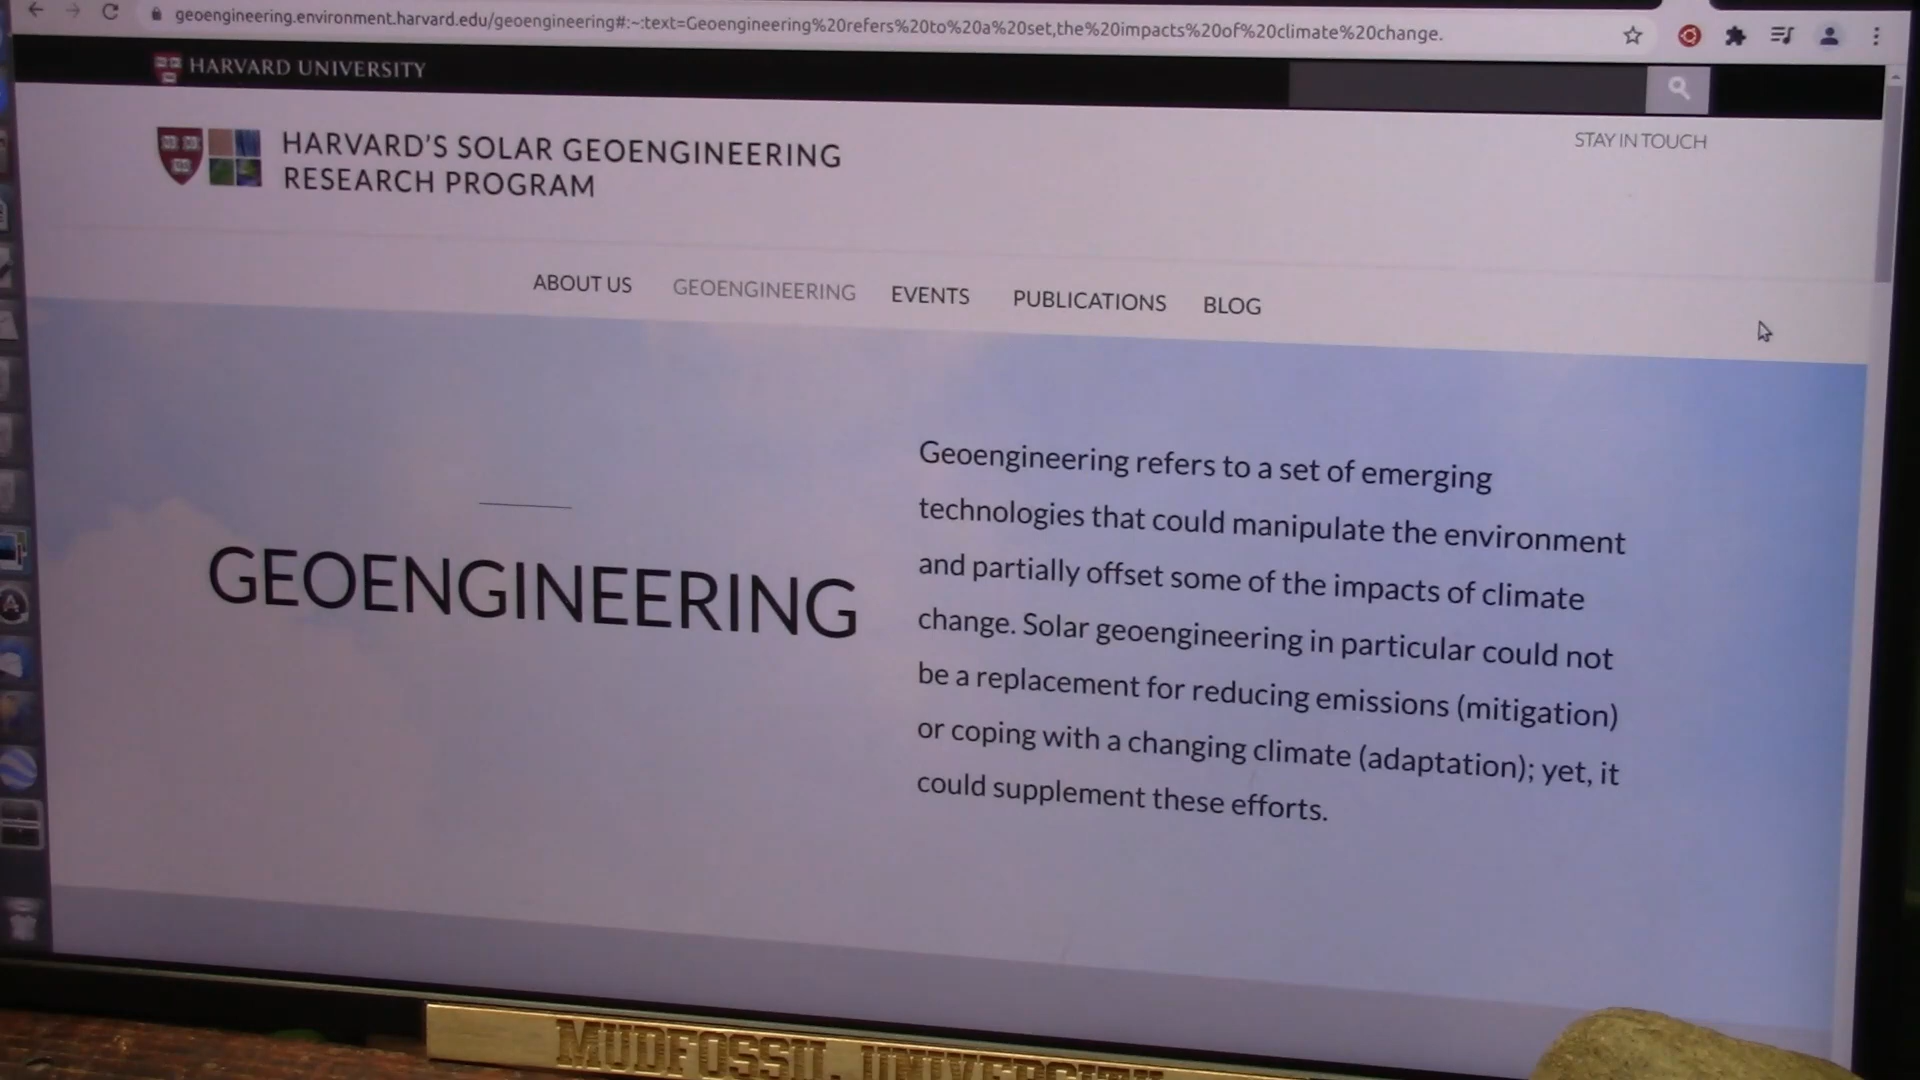 geoengineering.environment.harvard.edu/geoengineering#:~:text=Geoengineering%20refers%20to%20a%20set,the%20impacts%20of%20climate%20change.
HARVARD UNIVERSITY
HARVARD'S SOLAR GEOENGINEERING
RESEARCH PROGRAM
STAY IN TOUCH
ABOUT US GEOENGINEERING EVENTS PUBLICATIONS BLOG
GEOENGINEERING
Geoengineering refers to a set of emerging
technologies that could manipulate the environment
and partially offset some of the impacts of climate
change. Solar geoengineering in particular could not
be a replacement for reducing emissions (mitigation)
or coping with a changing climate (adaptation); yet, it
could supplement these efforts.
MUDFOSSIL UNIVERSITY